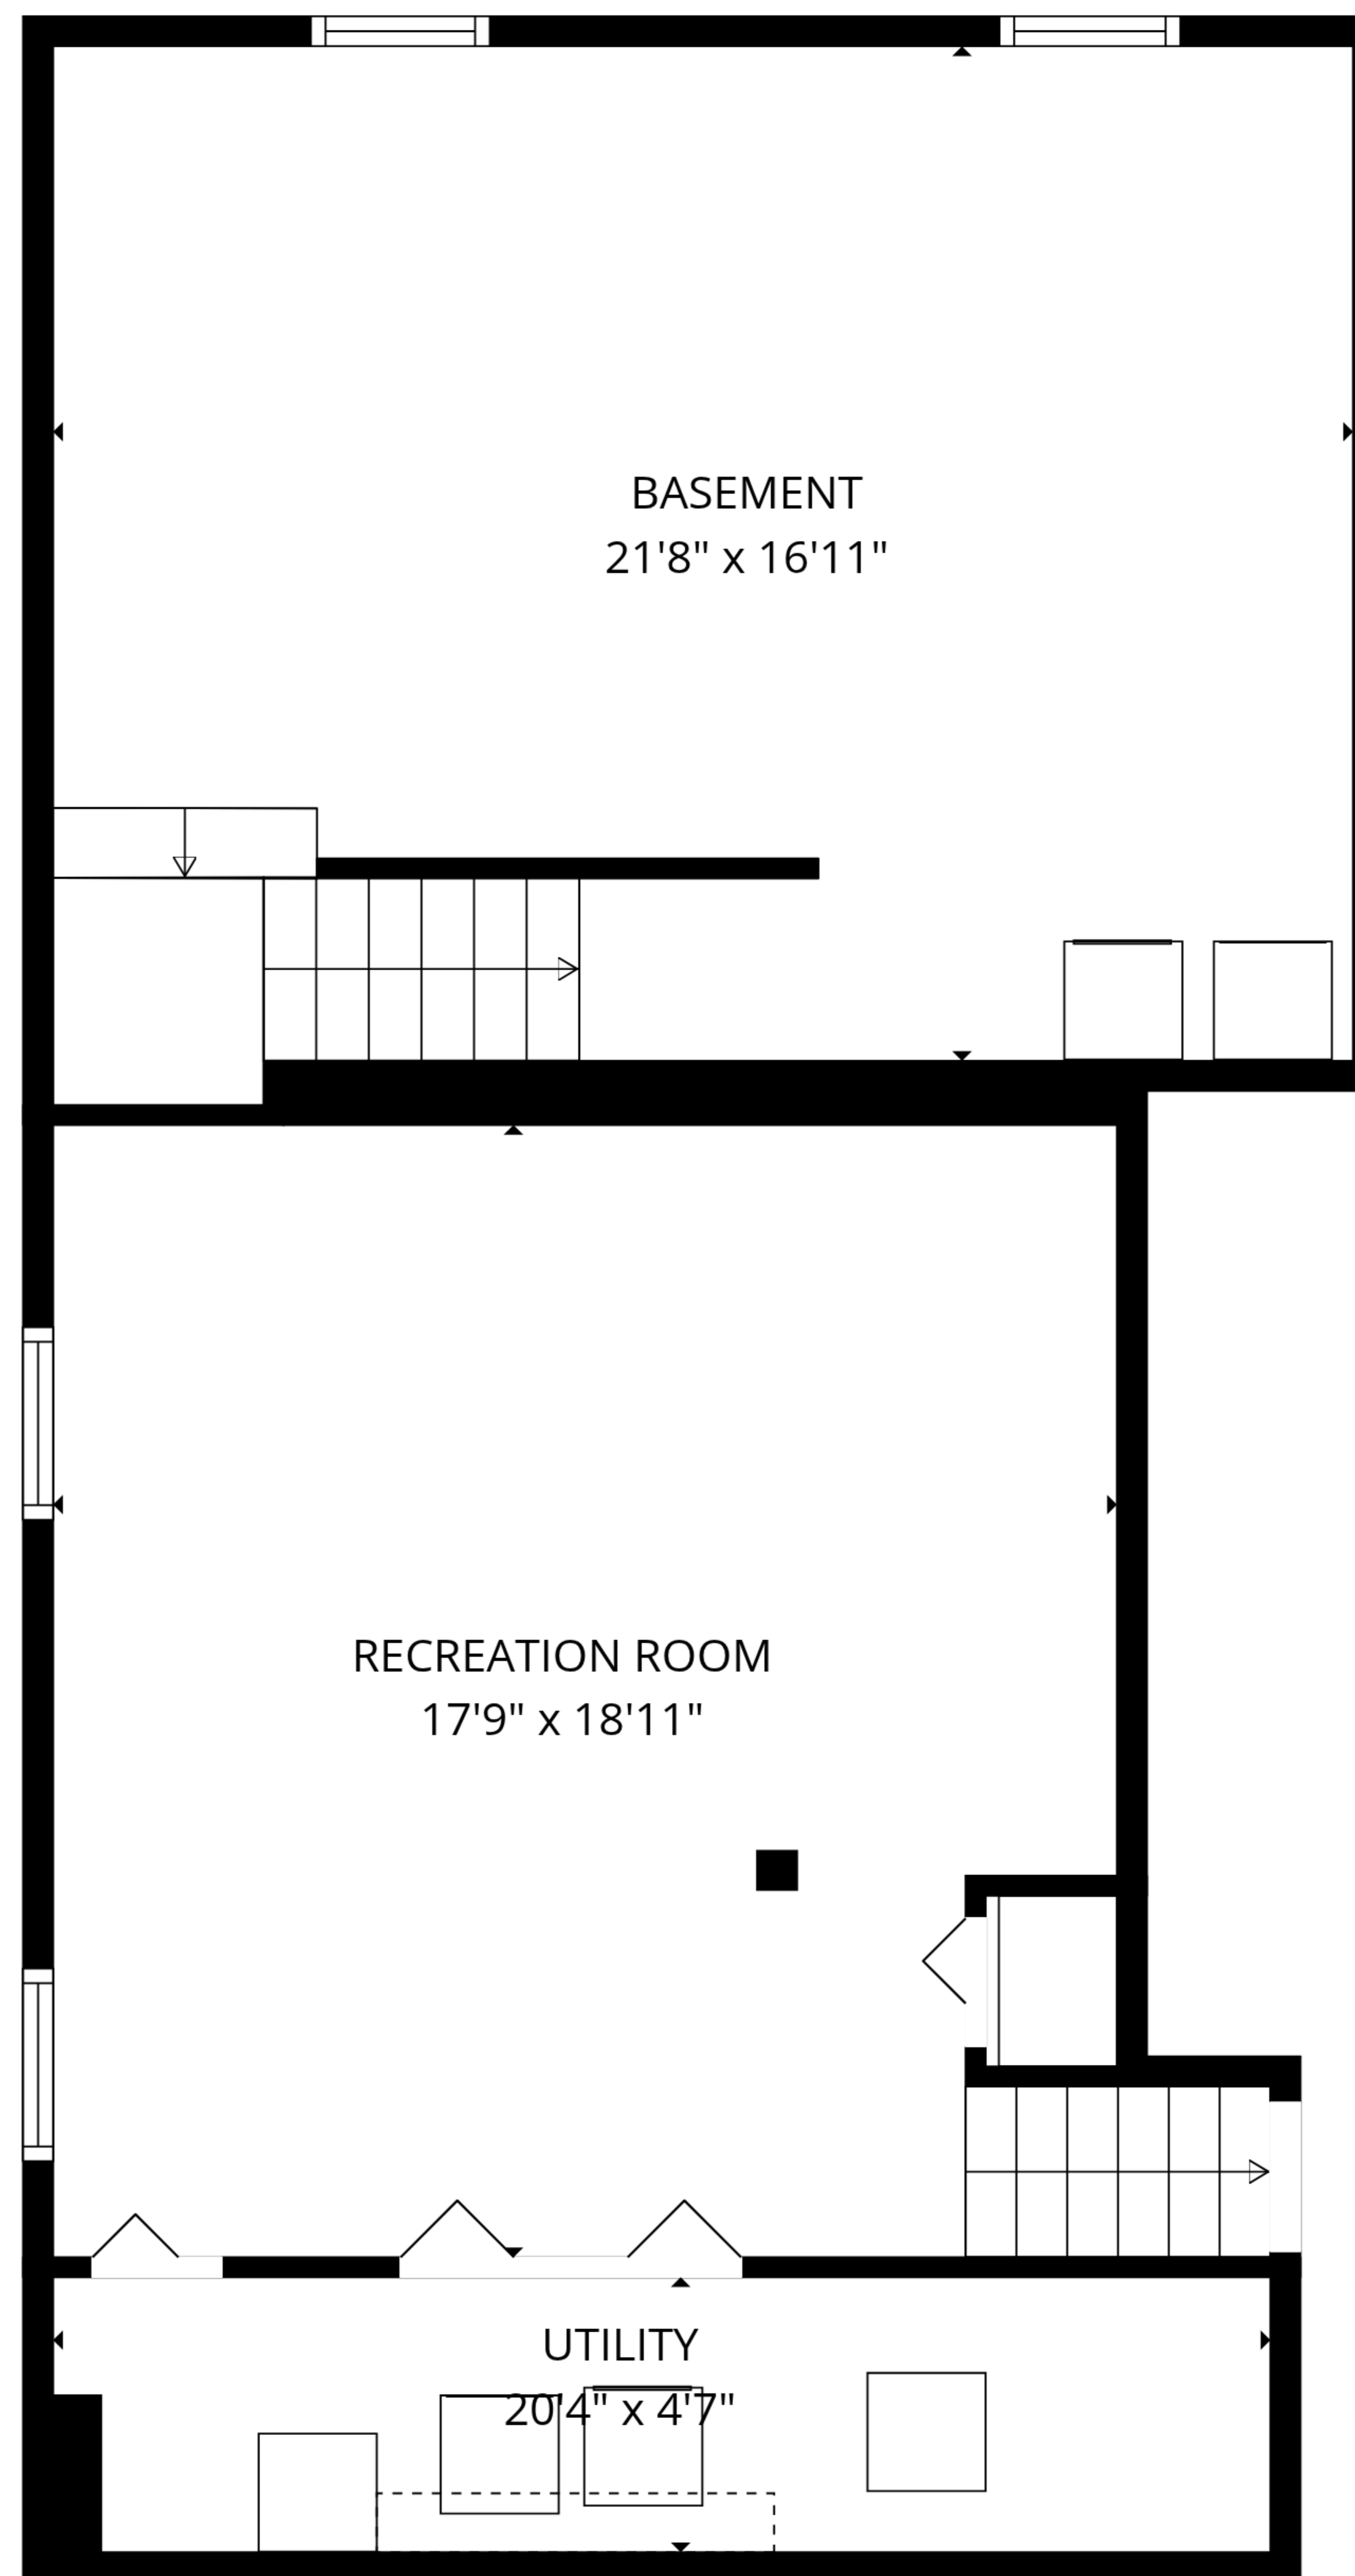 BASEMENT
21'8" x 16'11"
RECREATION ROOM
17'9" x 18'11"
UTILITY
20'4" x 4'7"